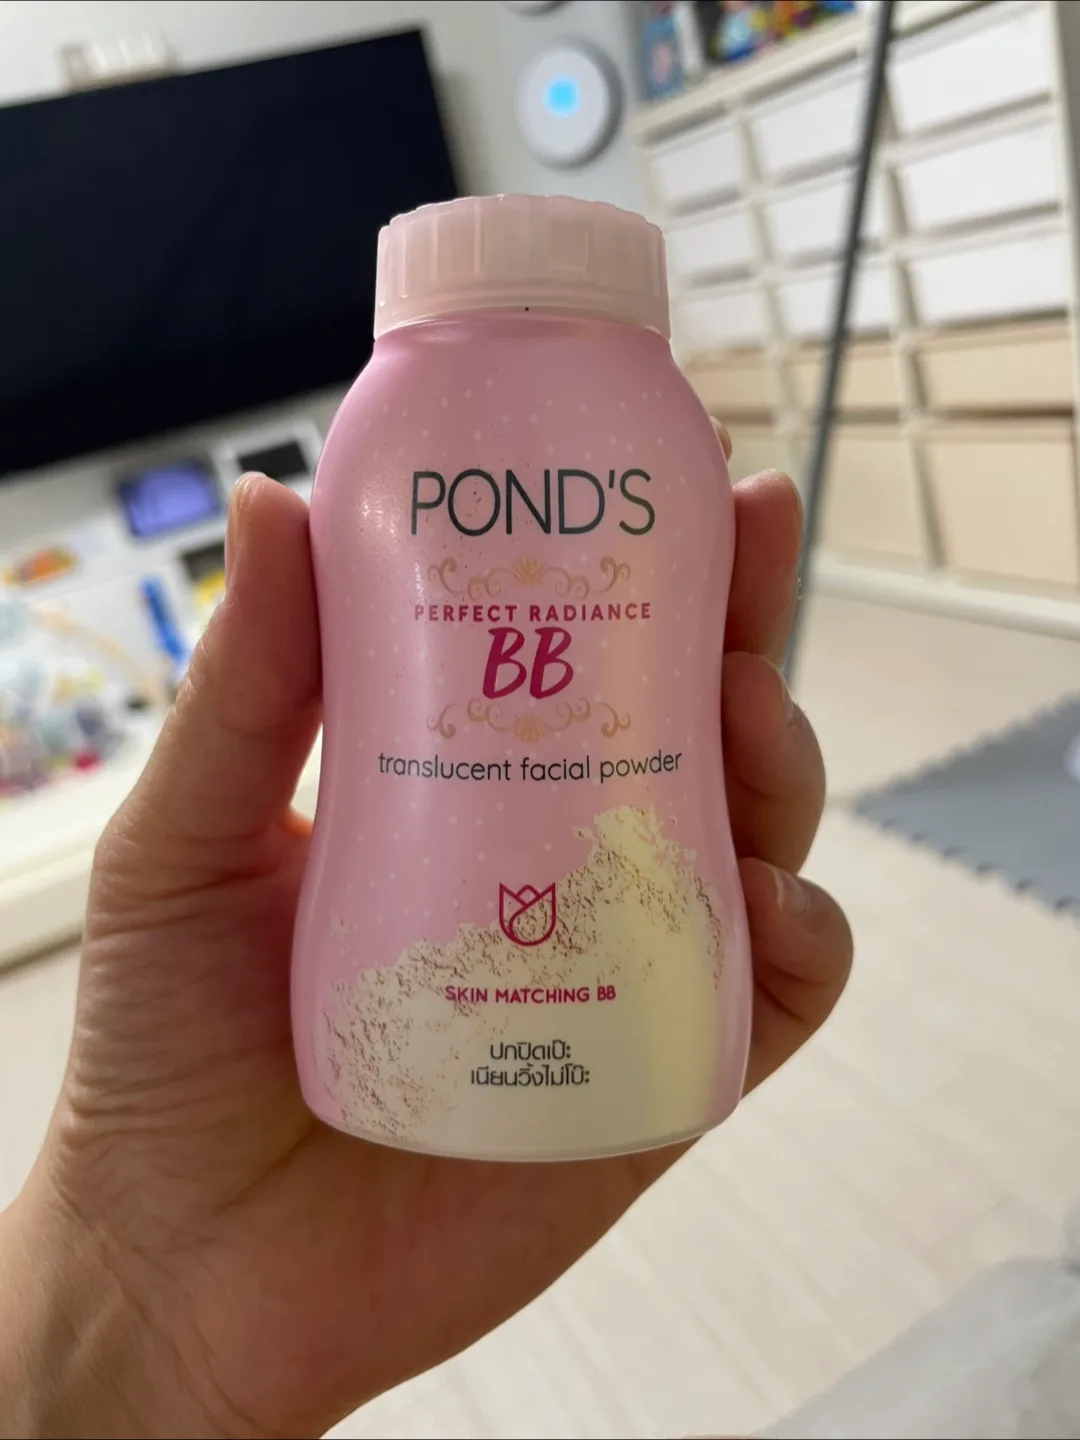 POND'S
PERFECT RADIANCE
BB
translucent facial powder
SKIN MATCHING BB
ปกปิดเป๊ะ
เนียนวิ้งไม่โป๊ะ